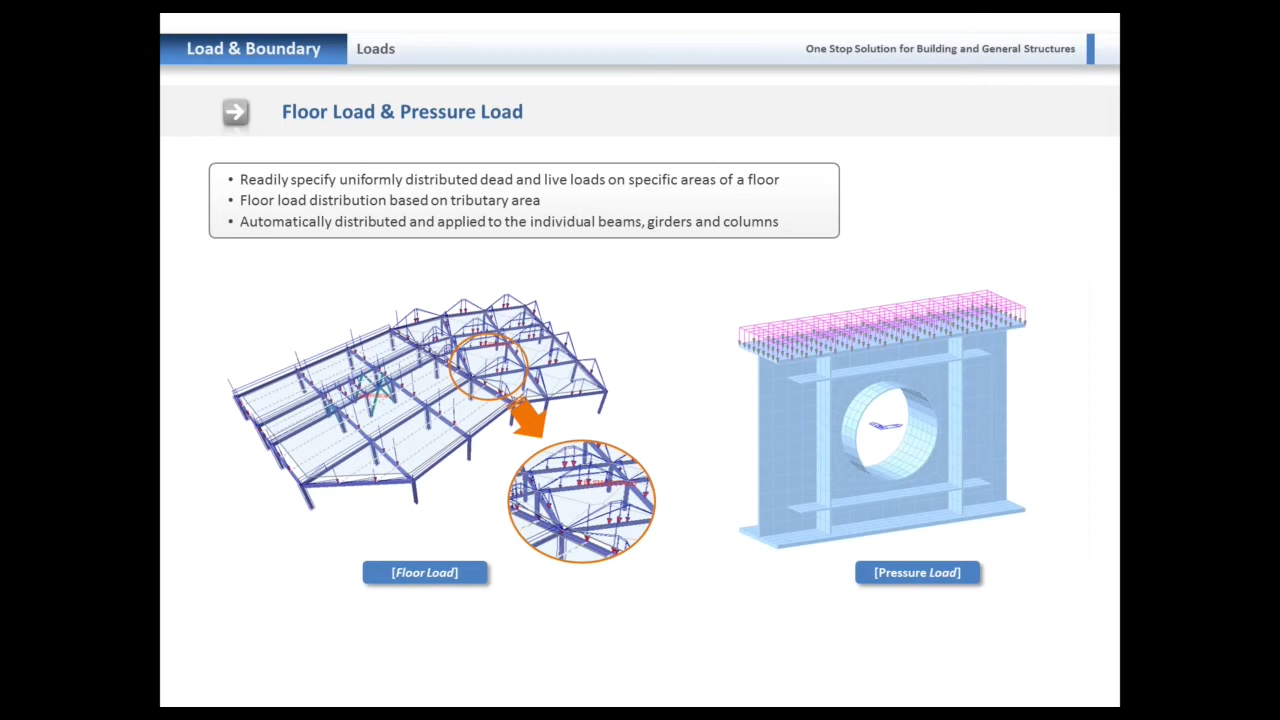 Load & Boundary
Loads
One Stop Solution for Building and General Structures
Floor Load & Pressure Load
• Readily specify uniformly distributed dead and live loads on specific areas of a floor
• Floor load distribution based on tributary area
• Automatically distributed and applied to the individual beams, girders and columns
[Floor Load]
[Pressure Load]